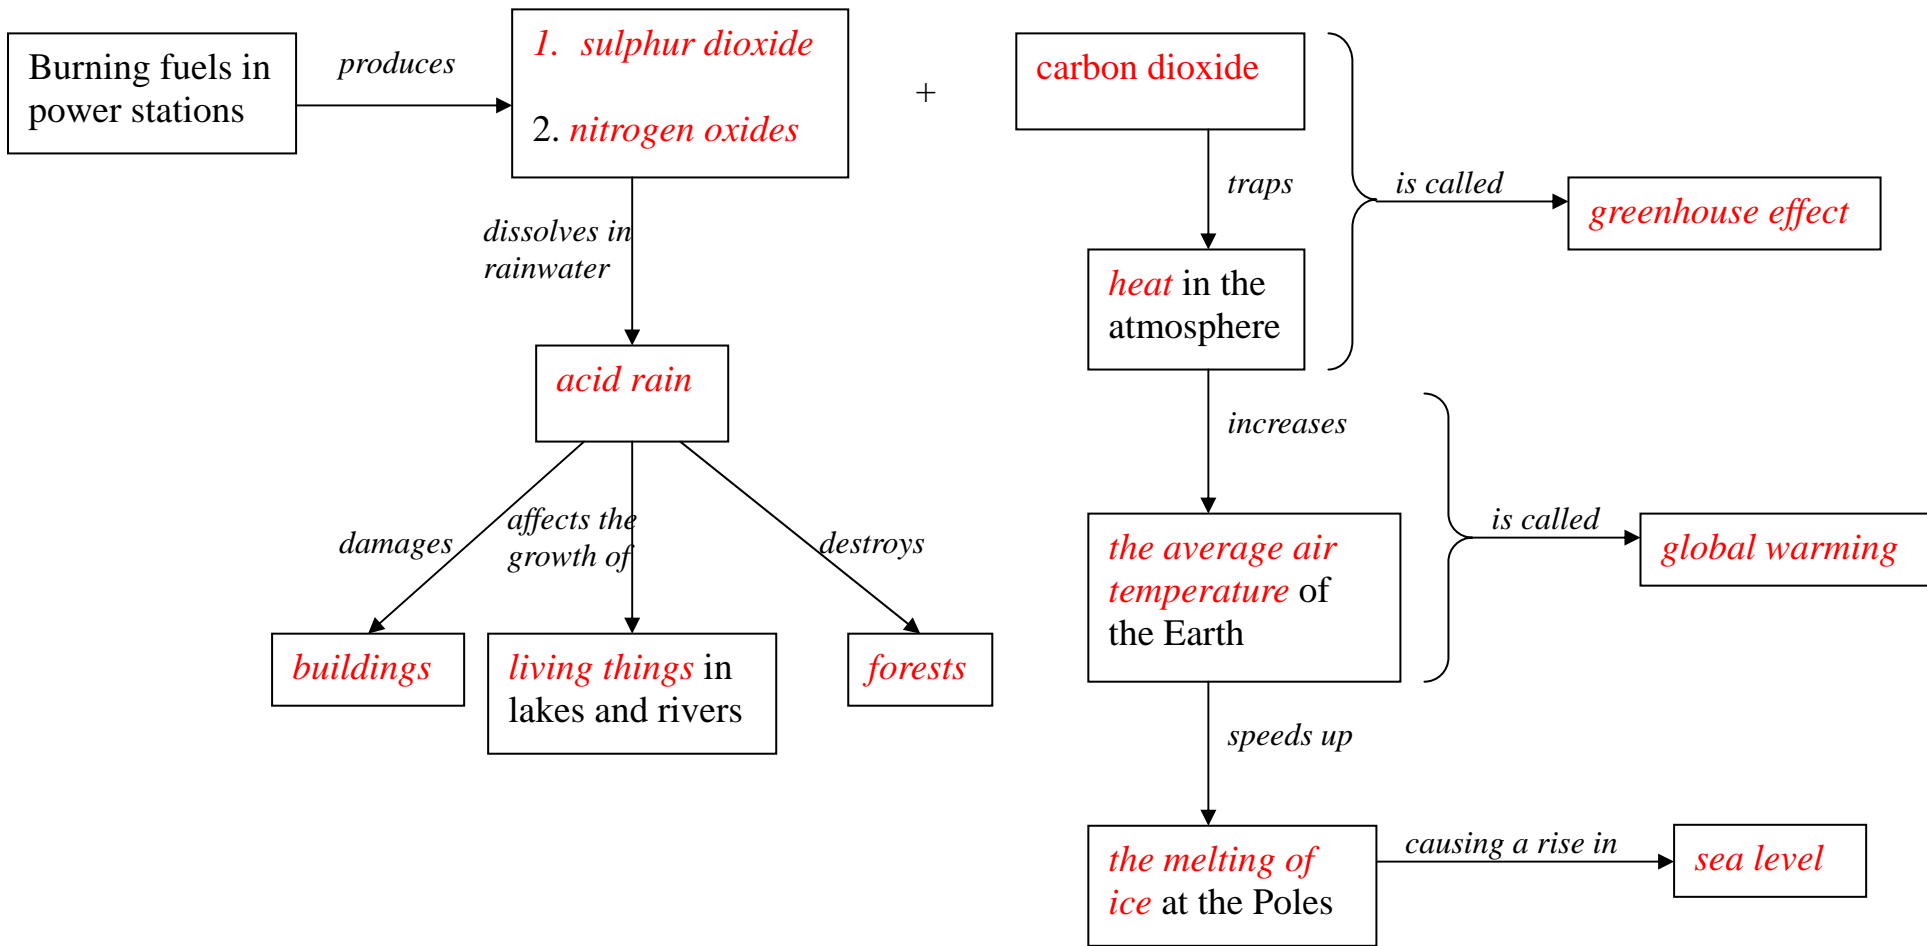 Burning fuels in
power stations
produces
1. sulphur dioxide
2. nitrogen oxides
+
carbon dioxide
traps
is called
greenhouse effect
dissolves in
rainwater
heat in the
atmosphere
acid rain
increases
damages
affects the
growth of
destroys
the average air
temperature of
the Earth
is called
global warming
buildings
living things in
lakes and rivers
forests
speeds up
the melting of
ice at the Poles
causing a rise in
sea level